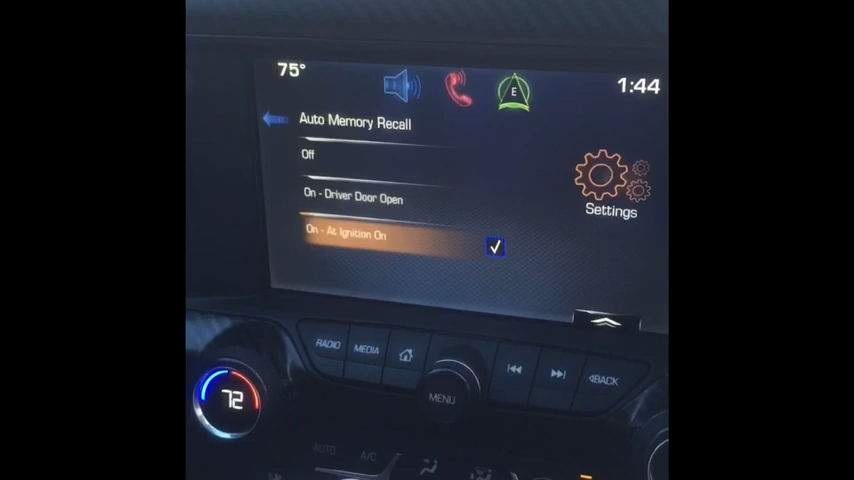 75°
1:44
E
Auto Memory Recall
Off
On - Driver Door Open
On - At Ignition On
Settings
RADIO
MEDIA
MENU
BACK
72
AUTO
A/C